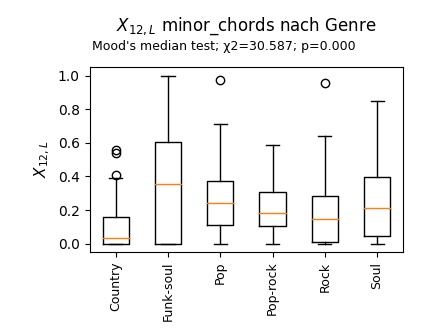 X12,L minor_chords nach Genre
Mood's median test; χ2=30.587; p=0.000
1.0
0.8
0.6
0.4
0.2
0.0
X12,L
Country
Funk-soul
Pop
Pop-rock
Rock
Soul